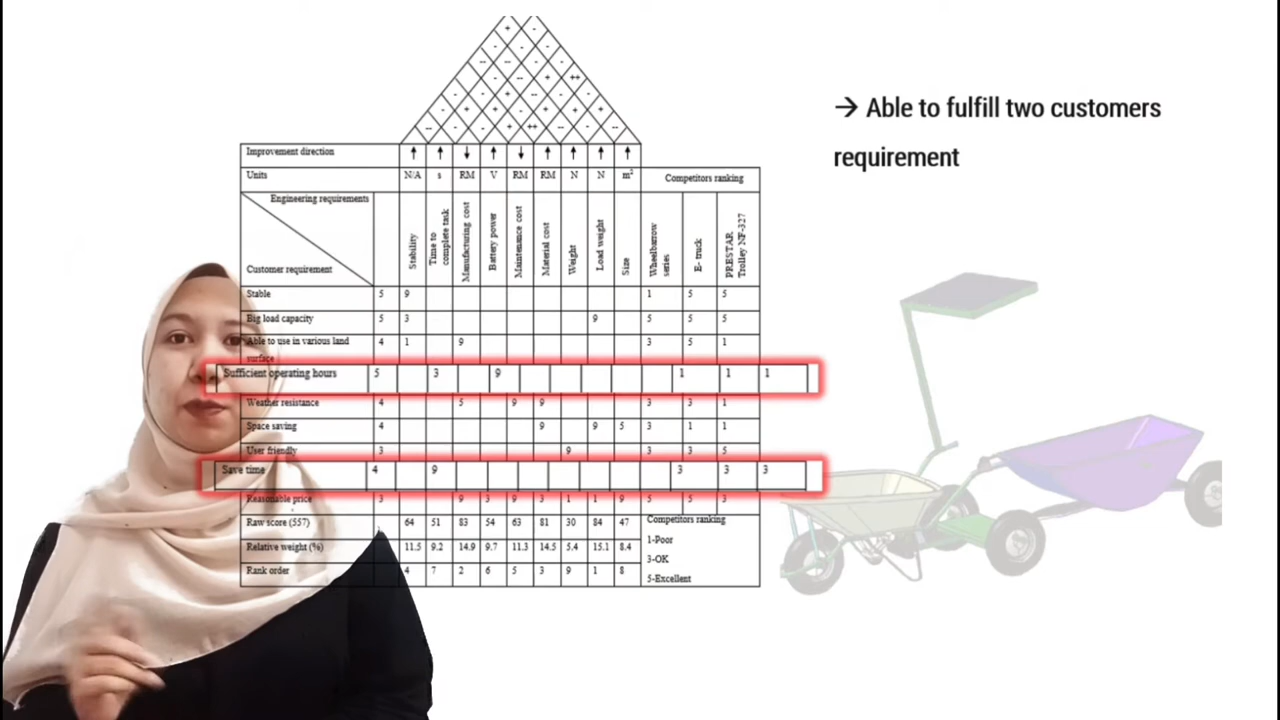 → Able to fulfill two customers
requirement
+
- -
- - -
-- - - ++
- - -- + -
- - + - - -
- + - + - + +
-- - - + ++ -- - --
Improvement direction ↑ ↑ ↓ ↑ ↓ ↑ ↑ ↑ ↑
Units N/A s RM V RM RM N N m² Competitors ranking
Engineering requirements
Customer requirement
Stability
Time to complete task
Manufacturing cost
Battery power
Maintenance cost
Material cost
Weight
Load weight
Size
Wheelbarrow series
E- truck
PRESTAR Trolley NF-327
Stable 5 9 1 5 5
Big load capacity 5 3 9 5 5 5
Able to use in various land surface 4 1 9 3 5 1
Sufficient operating hours 5 3 9 1 1 1
Weather resistance 4 5 9 9 3 3 1
Space saving 4 9 9 5 3 1 1
User friendly 3 9 3 3 5
Save time 4 9 3 3 3
Reasonable price 3 9 3 9 3 1 1 9 5 5 3
Raw score (557) 64 51 83 54 63 81 30 84 47
Relative weight (%) 11.5 9.2 14.9 9.7 11.3 14.5 5.4 15.1 8.4
Rank order 4 7 2 6 5 3 9 1 8
Competitors ranking
1-Poor
3-OK
5-Excellent